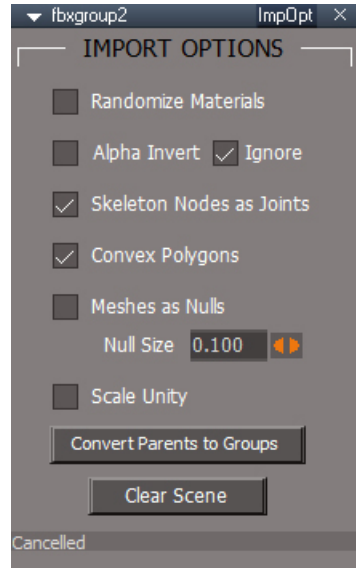 fbxgroup2 ImpOpt
IMPORT OPTIONS
Randomize Materials
Alpha Invert Ignore
Skeleton Nodes as Joints
Convex Polygons
Meshes as Nulls
Null Size 0.100
Scale Unity
Convert Parents to Groups
Clear Scene
Cancelled